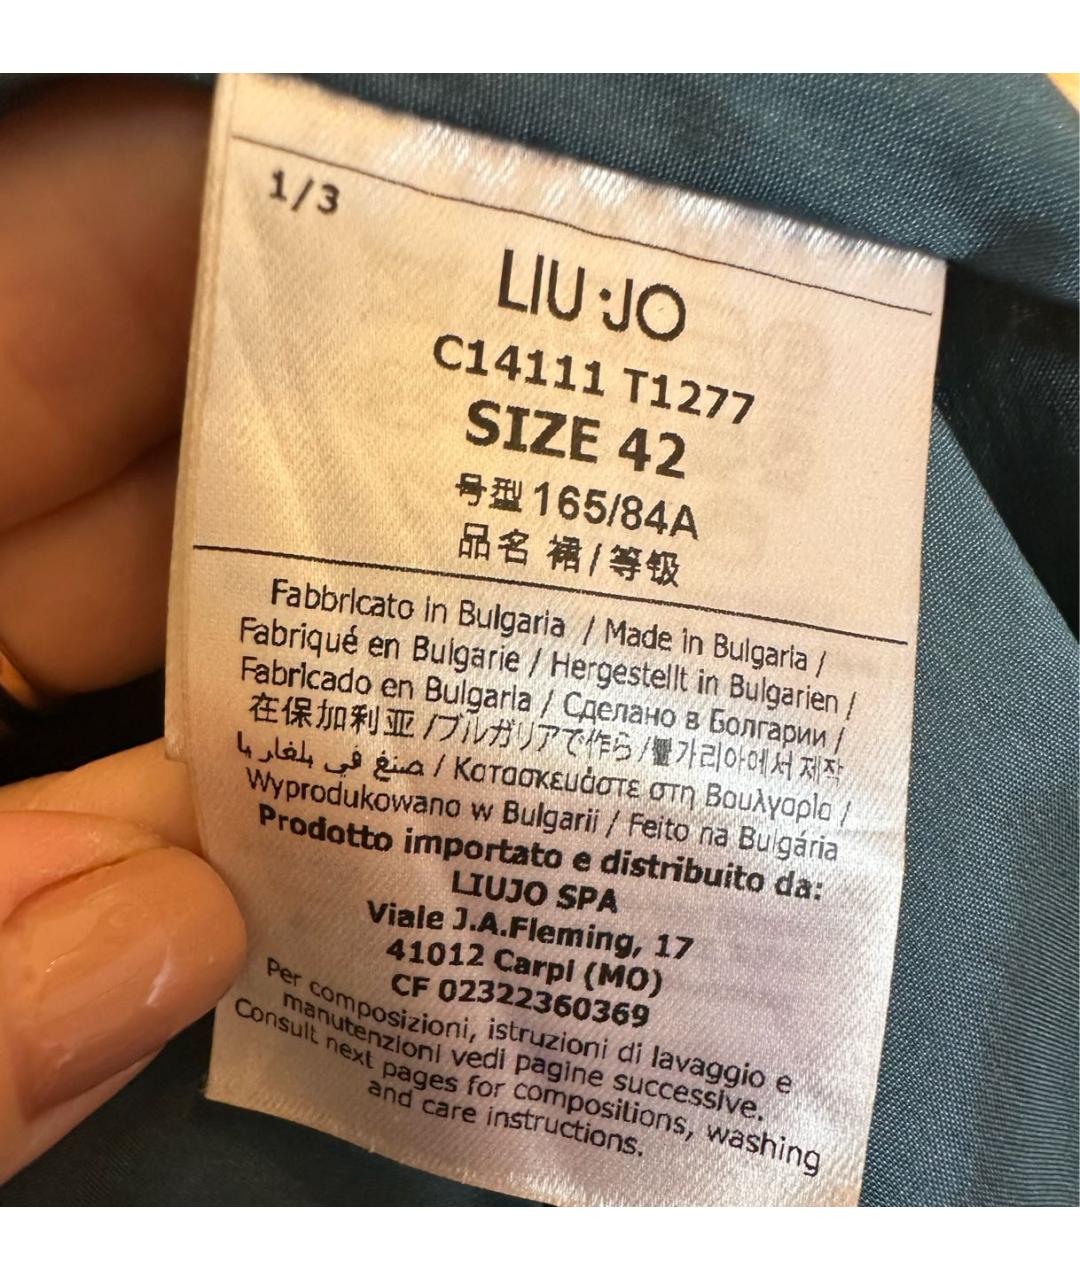 1/3
LIU·JO
C14111 T1277
SIZE 42
号型 165/84A
品名 裙/等级
Fabbricato in Bulgaria / Made in Bulgaria /
Fabriqué en Bulgarie / Hergestellt in Bulgarien /
Fabricado en Bulgaria / Сделано в Болгарии /
在保加利亚 /ブルガリアで作ら/불가리아에서 제작
صنع في بلغاريا / Κατασκευάστε στη Βουλγαρία /
Wyprodukowano w Bulgarii / Feito na Bulgária
Prodotto importato e distribuito da:
LIUJO SPA
Viale J.A.Fleming, 17
41012 Carpi (MO)
CF 02322360369
Per composizioni, istruzioni di lavaggio e
manutenzioni vedi pagine successive.
Consult next pages for compositions, washing
and care instructions.